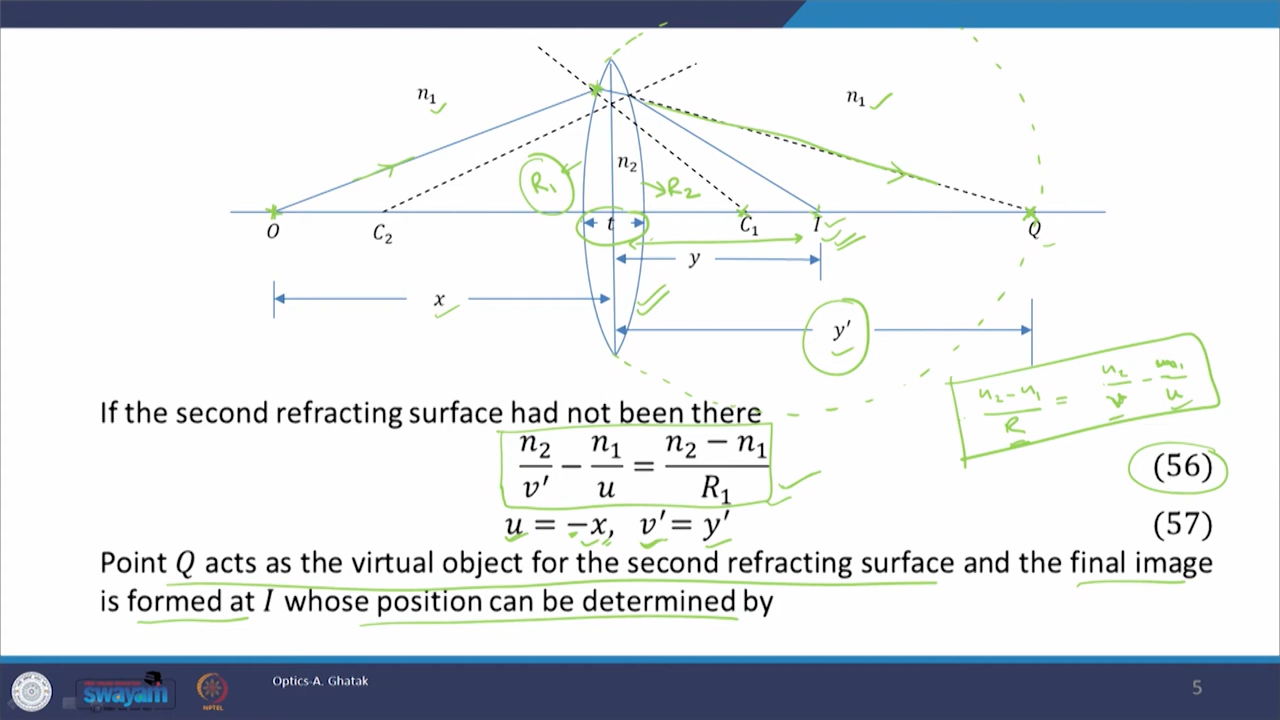 n₁
n₁
n₂
R₁
R₂
O
C₂
t
C₁
I
Q
y
x
y′
If the second refracting surface had not been there
n₂/v′ − n₁/u = (n₂ − n₁)/R₁
(n₂−n₁)/R = n₂/v − n₁/u
(56)
u = −x, v′= y′
(57)
Point Q acts as the virtual object for the second refracting surface and the final image
is formed at I whose position can be determined by
swayam
NPTEL
Optics-A. Ghatak
5